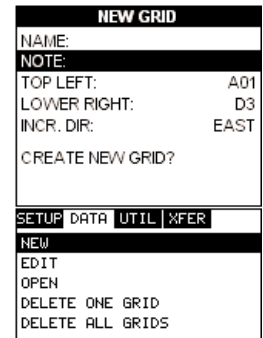 NEW GRID
NAME:
NOTE:
TOP LEFT: A01
LOWER RIGHT: D3
INCR. DIR: EAST
CREATE NEW GRID?
SETUP DATA UTIL XFER
NEW
EDIT
OPEN
DELETE ONE GRID
DELETE ALL GRIDS